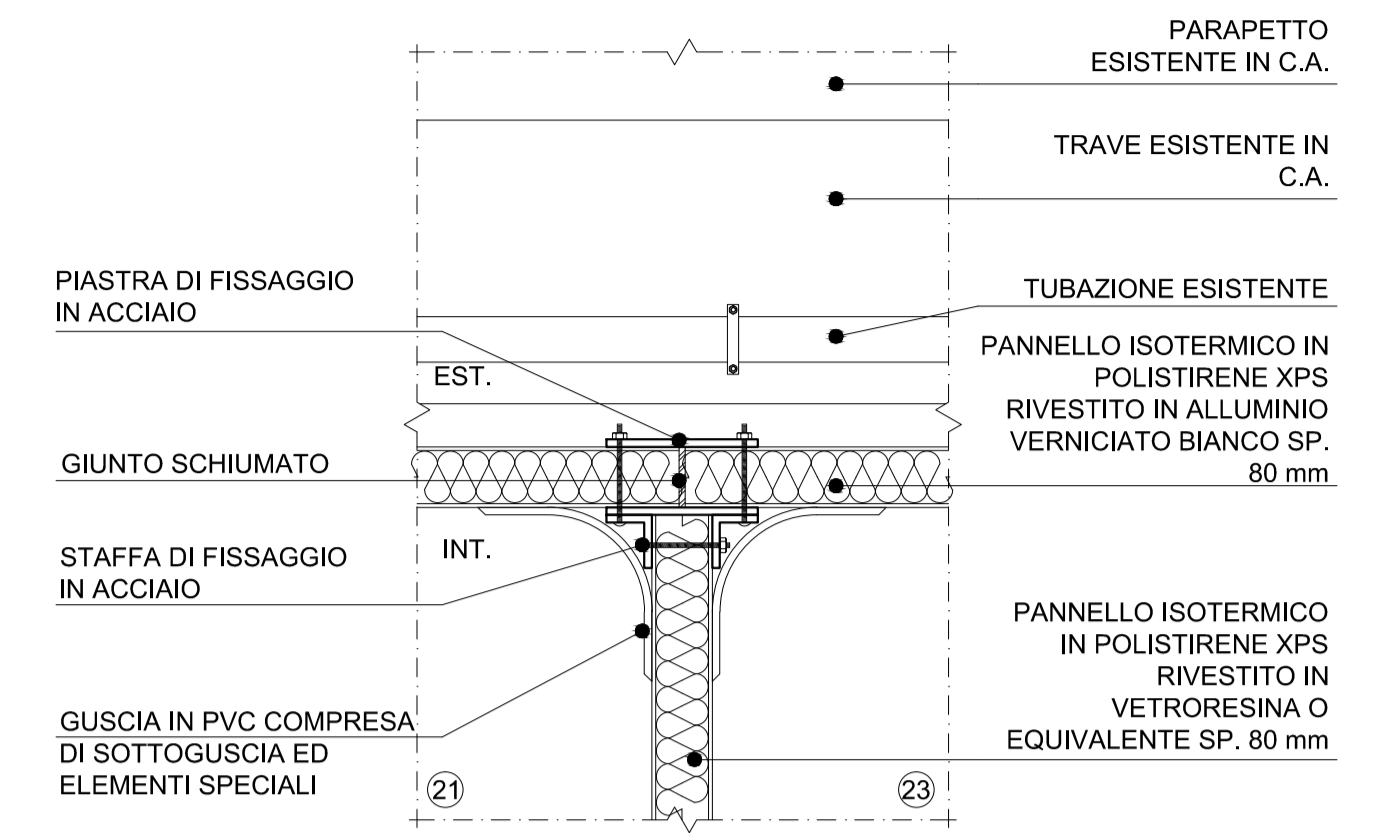 PARAPETTO
ESISTENTE IN C.A.
TRAVE ESISTENTE IN
C.A.
PIASTRA DI FISSAGGIO
IN ACCIAIO
TUBAZIONE ESISTENTE
PANNELLO ISOTERMICO IN
POLISTIRENE XPS
RIVESTITO IN ALLUMINIO
VERNICIATO BIANCO SP.
80 mm
EST.
GIUNTO SCHIUMATO
INT.
STAFFA DI FISSAGGIO
IN ACCIAIO
PANNELLO ISOTERMICO
IN POLISTIRENE XPS
RIVESTITO IN
VETRORESINA O
EQUIVALENTE SP. 80 mm
GUSCIA IN PVC COMPRESA
DI SOTTOGUSCIA ED
ELEMENTI SPECIALI
21
23